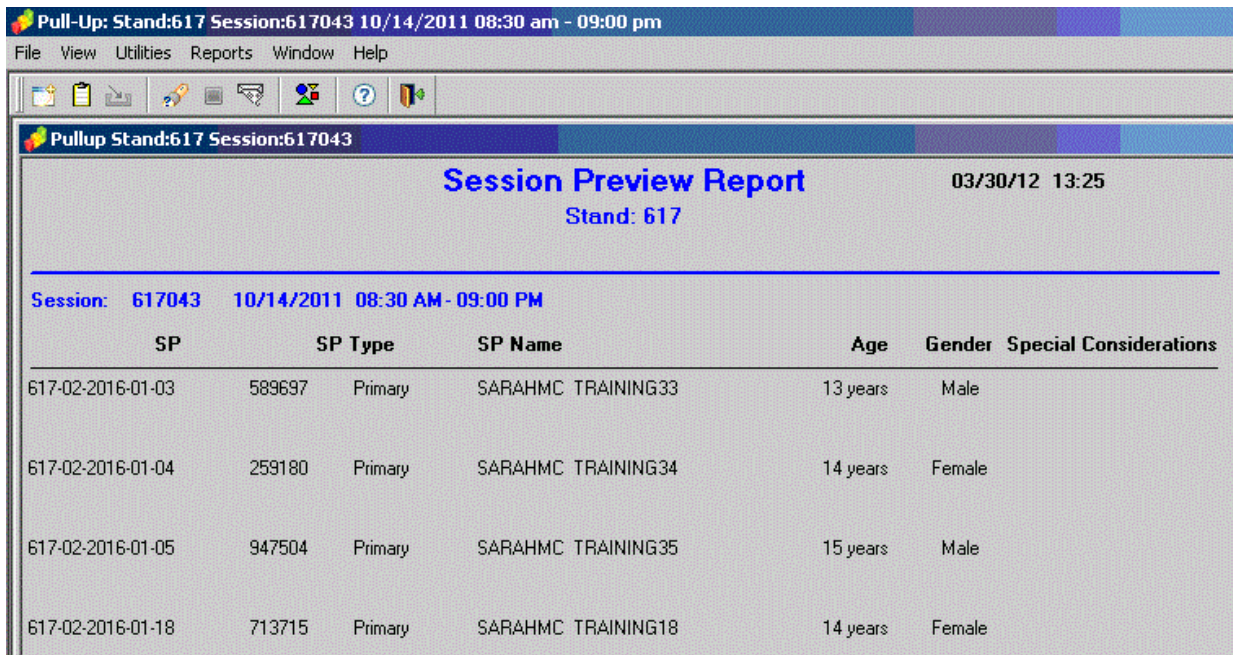 Pull-Up: Stand:617 Session:617043 10/14/2011 08:30 am - 09:00 pm
File View Utilities Reports Window Help
Pullup Stand:617 Session:617043
Session Preview Report 03/30/12 13:25
Stand: 617
Session: 617043 10/14/2011 08:30 AM - 09:00 PM
SP SP Type SP Name Age Gender Special Considerations
617-02-2016-01-03 589697 Primary SARAHMC TRAINING33 13 years Male
617-02-2016-01-04 259180 Primary SARAHMC TRAINING34 14 years Female
617-02-2016-01-05 947504 Primary SARAHMC TRAINING35 15 years Male
617-02-2016-01-18 713715 Primary SARAHMC TRAINING18 14 years Female